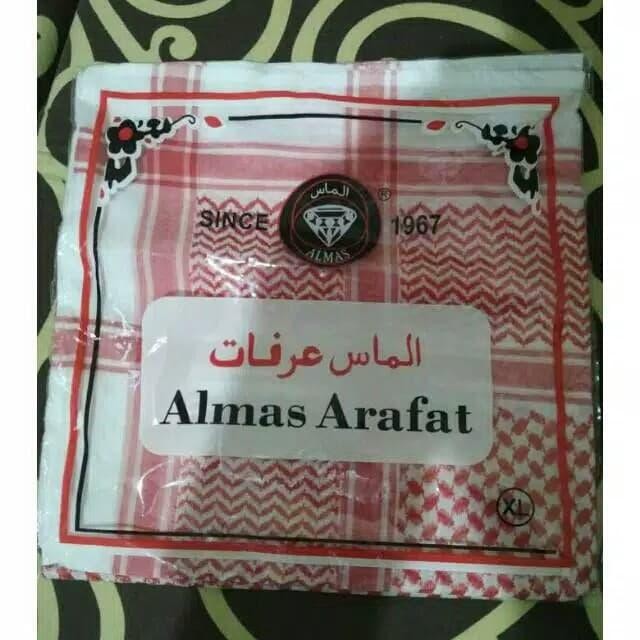 الماس
®
SINCE 1967
ALMAS
الماس عرفات
Almas Arafat
XL